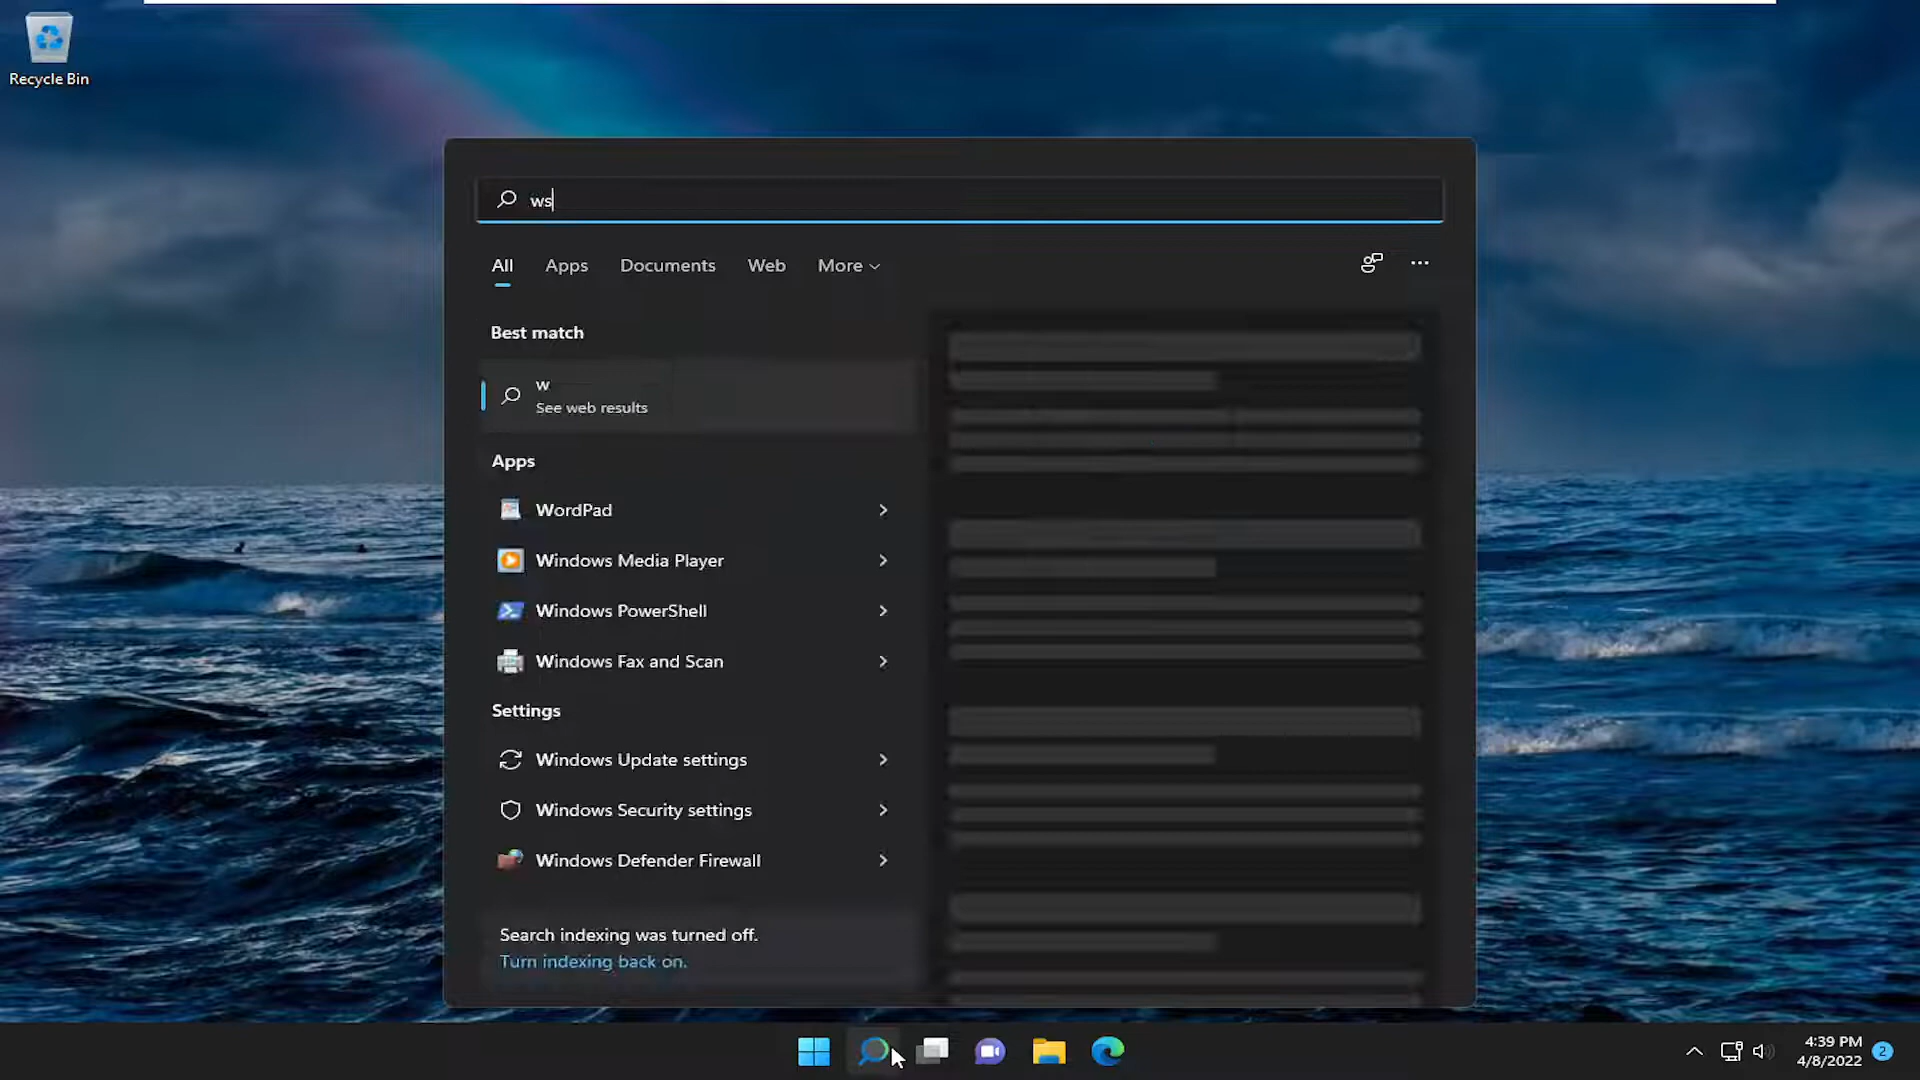 Recycle Bin
ws
All Apps Documents Web More
Best match
w
See web results
Apps
WordPad
Windows Media Player
Windows PowerShell
Windows Fax and Scan
Settings
Windows Update settings
Windows Security settings
Windows Defender Firewall
Search indexing was turned off.
Turn indexing back on.
4:39 PM
4/8/2022
2